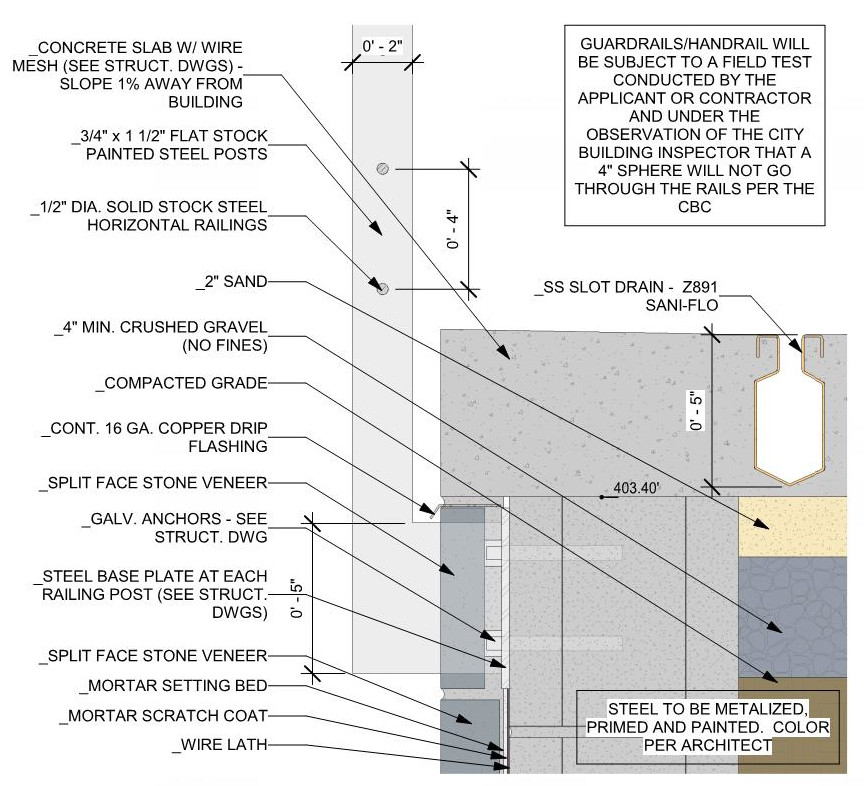 _CONCRETE SLAB W/ WIRE
MESH (SEE STRUCT. DWGS) -
SLOPE 1% AWAY FROM
BUILDING
_3/4" x 1 1/2" FLAT STOCK
PAINTED STEEL POSTS
_1/2" DIA. SOLID STOCK STEEL
HORIZONTAL RAILINGS
_2" SAND
_4" MIN. CRUSHED GRAVEL
(NO FINES)
_COMPACTED GRADE
_CONT. 16 GA. COPPER DRIP
FLASHING
_SPLIT FACE STONE VENEER
_GALV. ANCHORS - SEE
STRUCT. DWG
_STEEL BASE PLATE AT EACH
RAILING POST (SEE STRUCT.
DWGS)
_SPLIT FACE STONE VENEER
_MORTAR SETTING BED
_MORTAR SCRATCH COAT
_WIRE LATH
0' - 2"
0' - 4"
0' - 5"
GUARDRAILS/HANDRAIL WILL
BE SUBJECT TO A FIELD TEST
CONDUCTED BY THE
APPLICANT OR CONTRACTOR
AND UNDER THE
OBSERVATION OF THE CITY
BUILDING INSPECTOR THAT A
4" SPHERE WILL NOT GO
THROUGH THE RAILS PER THE
CBC
_SS SLOT DRAIN - Z891
SANI-FLO
0' - 5"
403.40'
STEEL TO BE METALIZED,
PRIMED AND PAINTED. COLOR
PER ARCHITECT